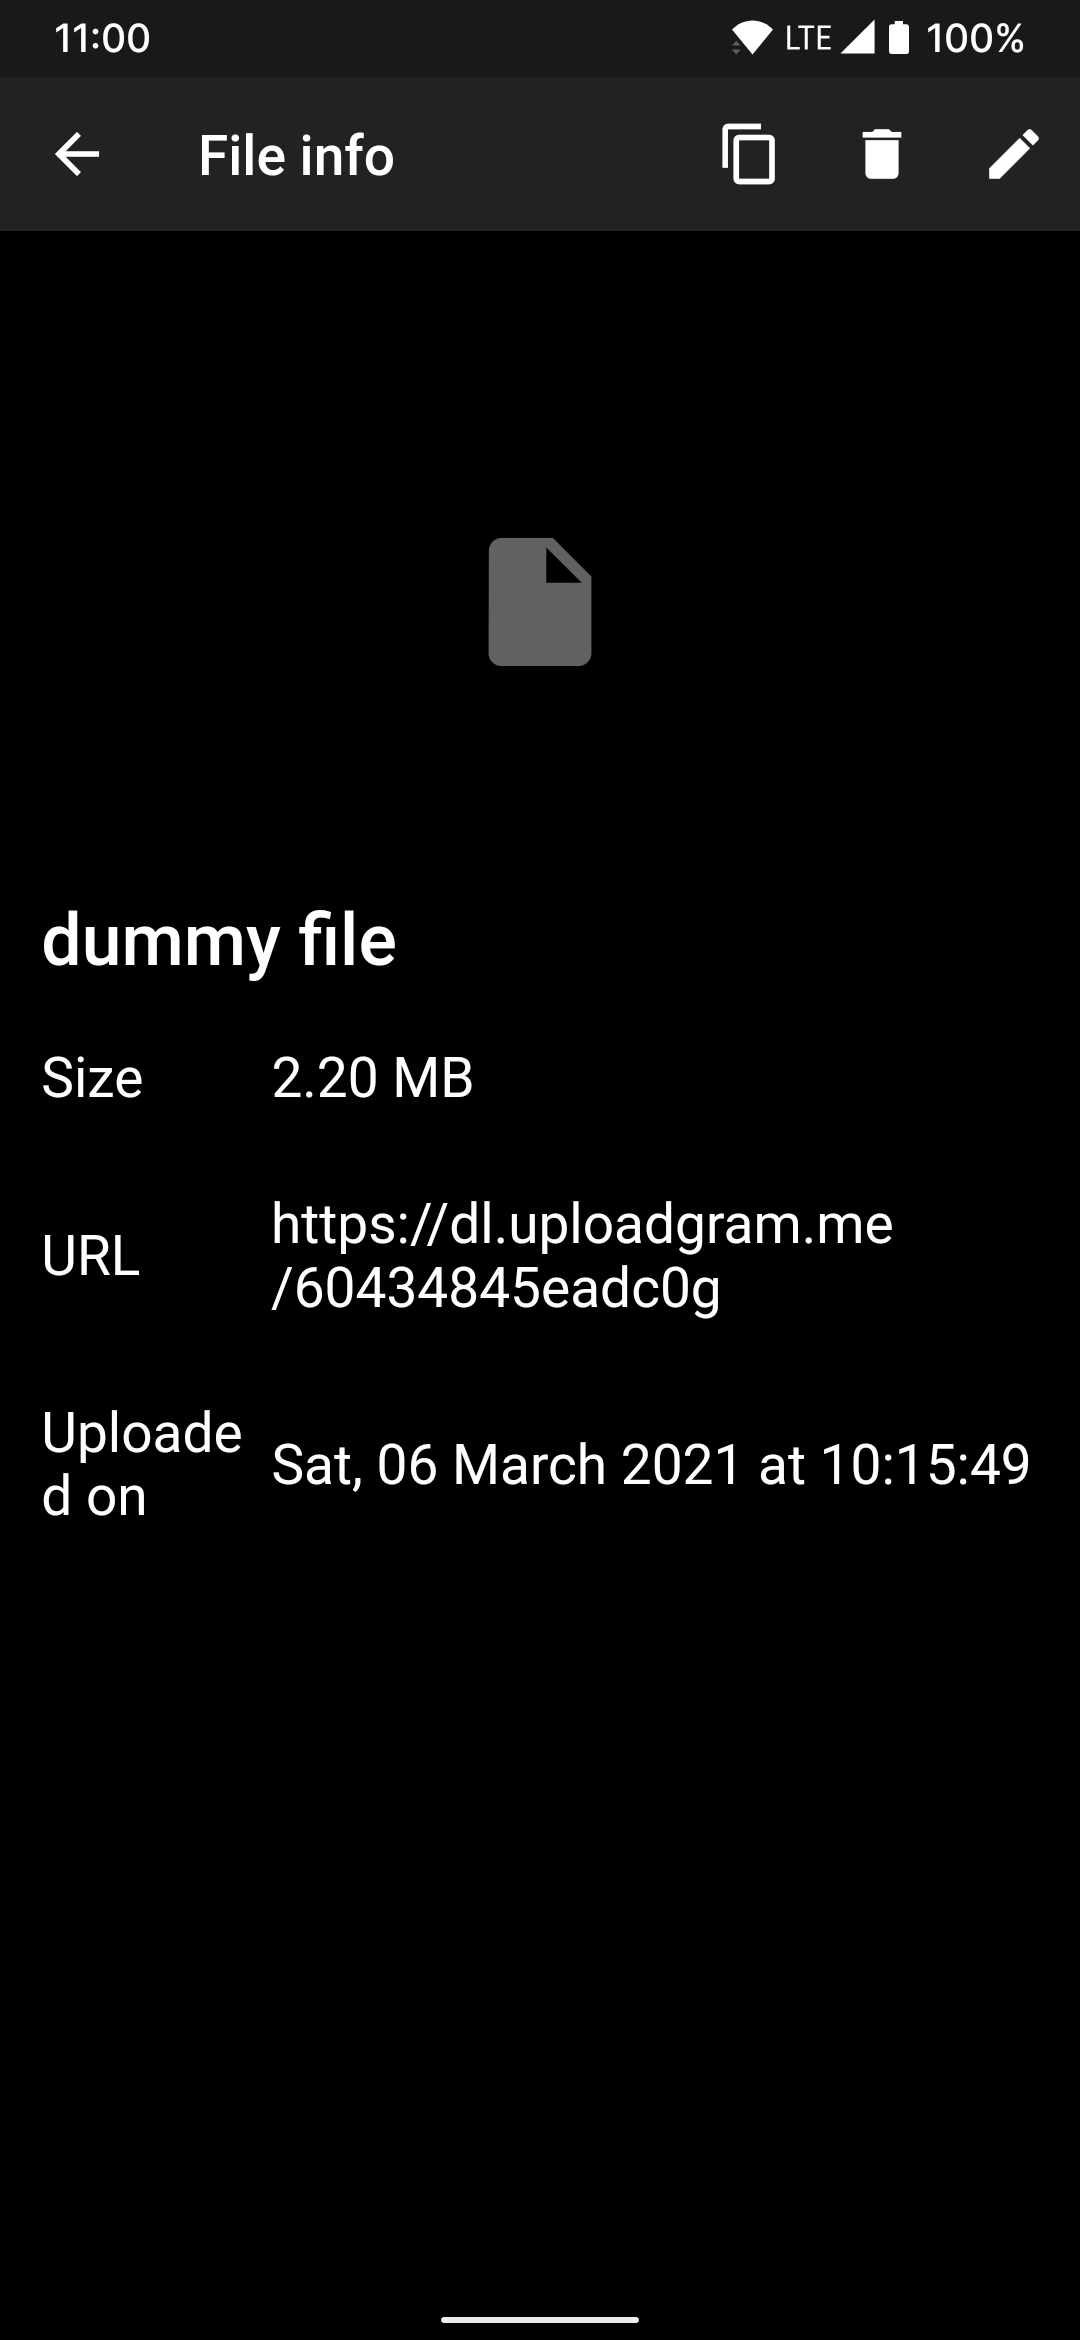 11:00
LTE 100%
File info
dummy file
Size
2.20 MB
URL
https://dl.uploadgram.me
/60434845eadc0g
Uploade
d on
Sat, 06 March 2021 at 10:15:49